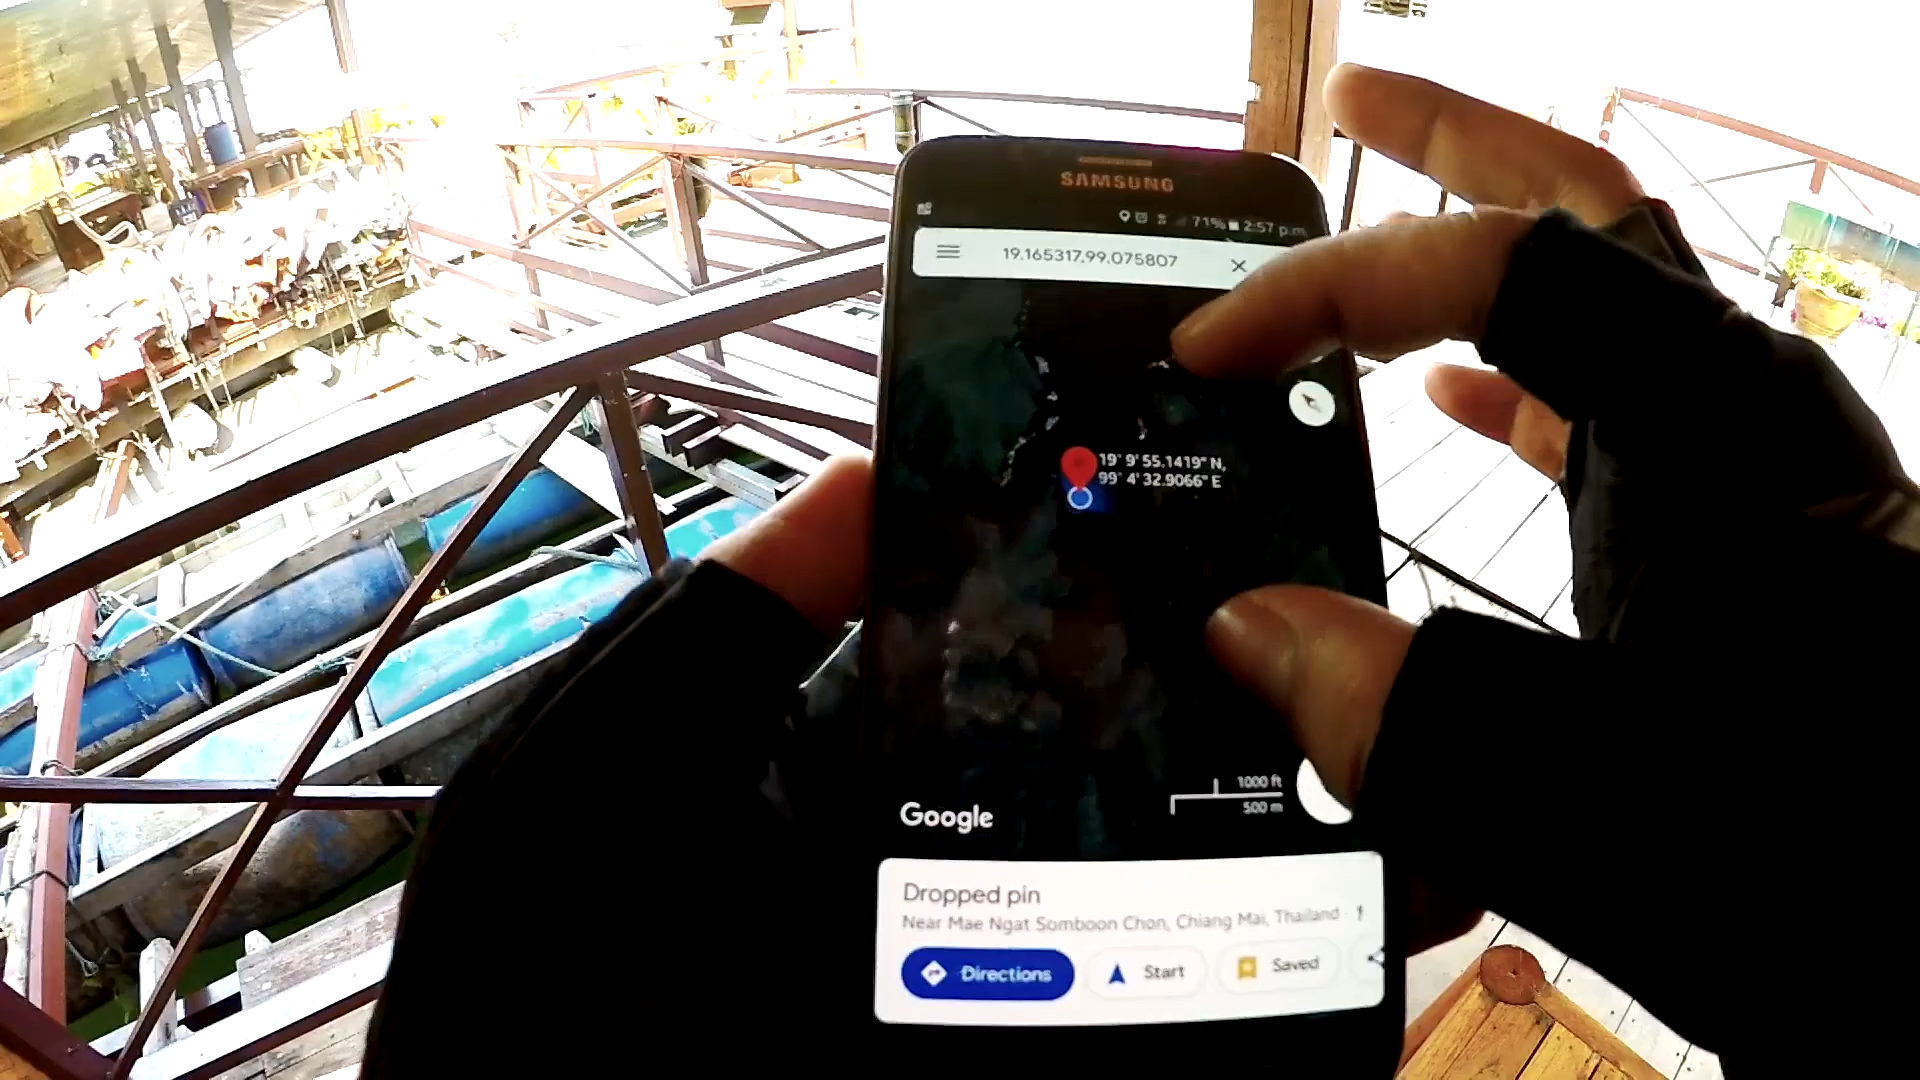 SAMSUNG
71% 2:57 p.m.
19.165317,99.075807
19° 9' 55.1419" N,
99° 4' 32.9066" E
1000 ft
500 m
Google
Dropped pin
Near Mae Ngat Somboon Chon, Chiang Mai, Thailand ·
Directions
Start
Saved